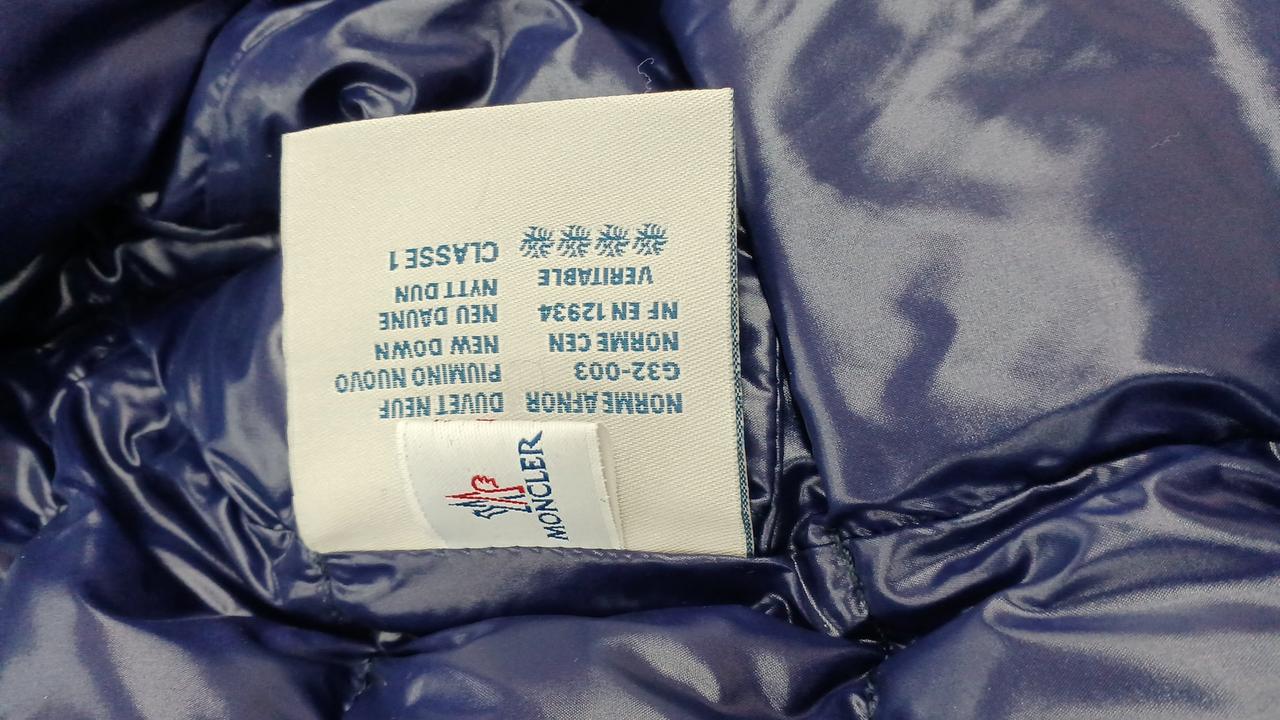 NORME AFNOR
G32-003
NORME CEN
NF EN 12934
VERITABLE
DUVET NEUF
PIUMINO NUOVO
NEW DOWN
NEU DAUNE
NYTT DUN
CLASSE 1
MONCLER